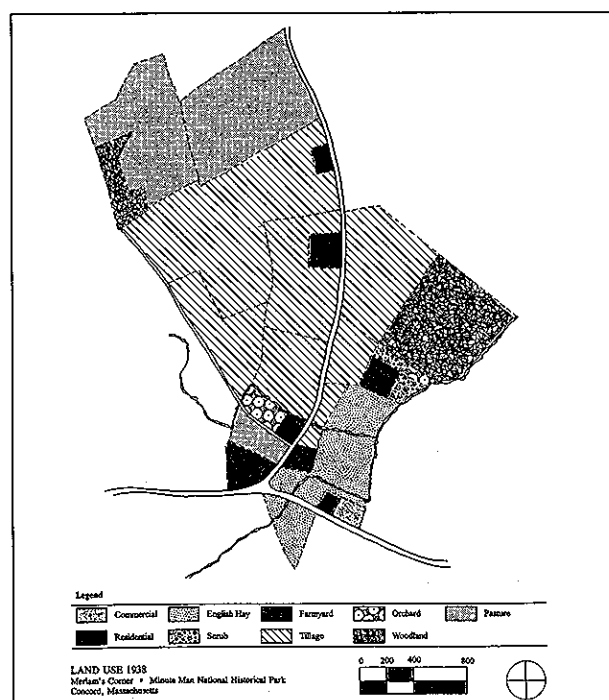 Legend
Commercial English Hay Farmyard Orchard Pasture
Residential Scrub Tillage Woodland
LAND USE 1938
Meriam's Corner • Minute Man National Historical Park
Concord, Massachusetts
0 200 400 800